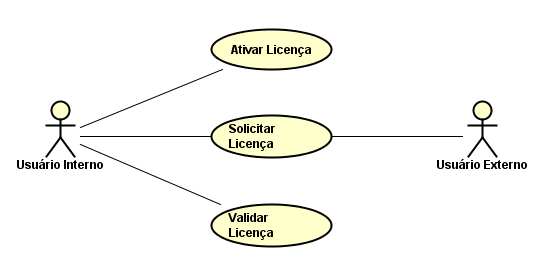 Ativar Licença
Solicitar
Licença
Usuário Interno
Usuário Externo
Validar
Licença